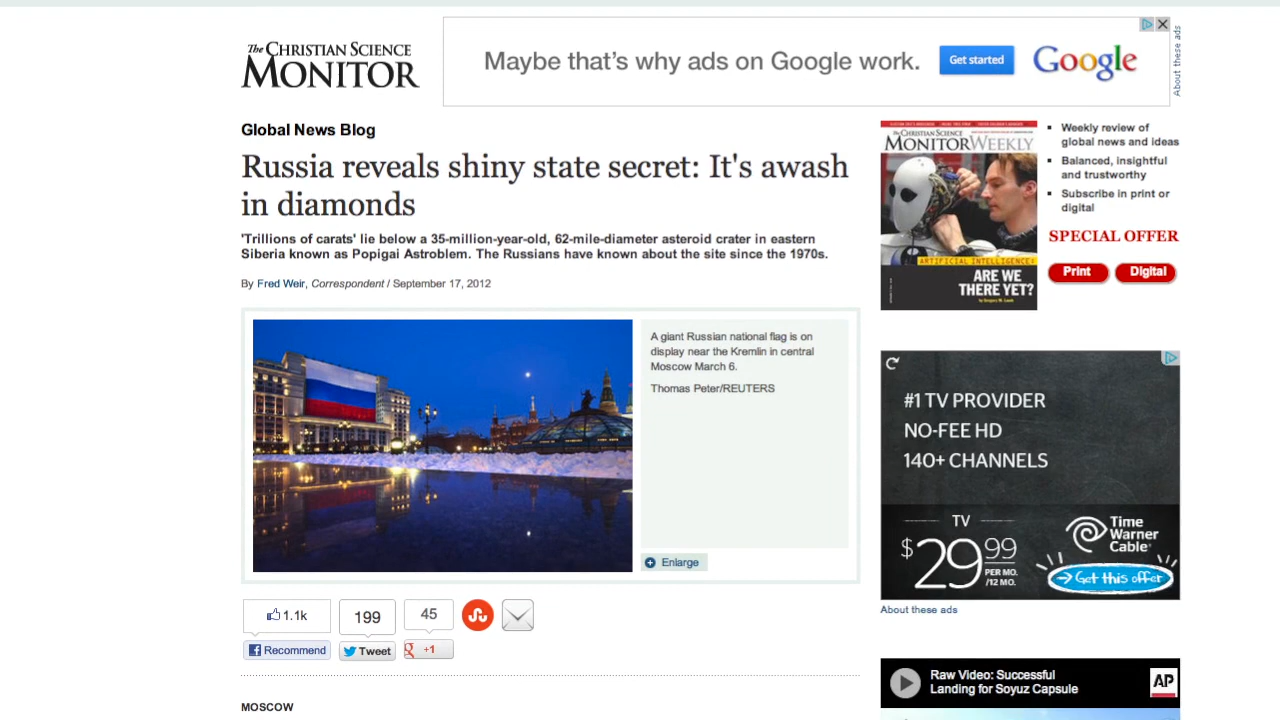 The CHRISTIAN SCIENCE
MONITOR
Maybe that's why ads on Google work.
Get started
Google
About these ads
Global News Blog
Russia reveals shiny state secret: It's awash
in diamonds
'Trillions of carats' lie below a 35-million-year-old, 62-mile-diameter asteroid crater in eastern
Siberia known as Popigai Astroblem. The Russians have known about the site since the 1970s.
By Fred Weir, Correspondent / September 17, 2012
A giant Russian national flag is on
display near the Kremlin in central
Moscow March 6.
Thomas Peter/REUTERS
Enlarge
1.1k
199
45
Recommend
Tweet
+1
MOSCOW
The CHRISTIAN SCIENCE
MONITOR WEEKLY
ARTIFICIAL INTELLIGENCE:
ARE WE
THERE YET?
Weekly review of
global news and ideas
Balanced, insightful
and trustworthy
Subscribe in print or
digital
SPECIAL OFFER
Print
Digital
#1 TV PROVIDER
NO-FEE HD
140+ CHANNELS
TV
$29.99
PER MO.
/12 MO.
Time
Warner
Cable
Get this offer
About these ads
Raw Video: Successful
Landing for Soyuz Capsule
AP